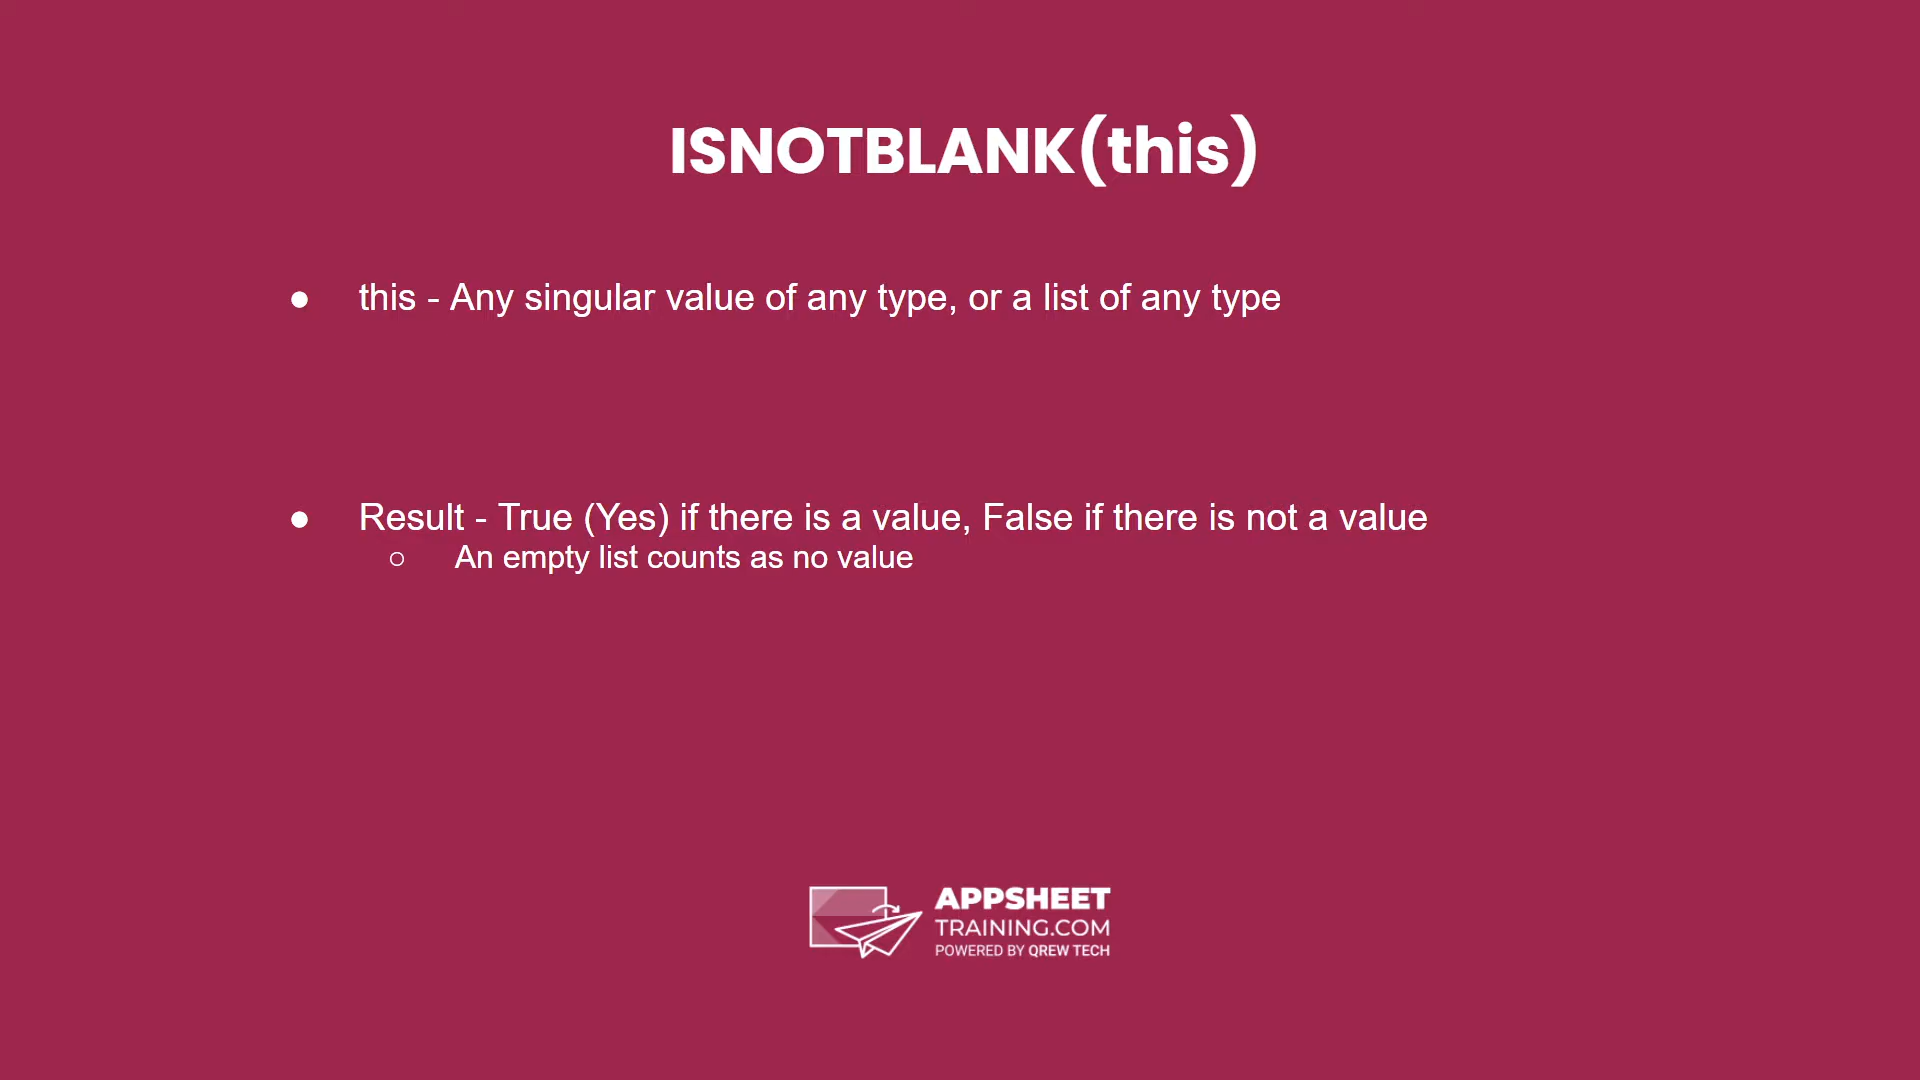 ISNOTBLANK(this)
● this - Any singular value of any type, or a list of any type
● Result - True (Yes) if there is a value, False if there is not a value
○ An empty list counts as no value
APPSHEET
TRAINING.COM
POWERED BY QREW TECH